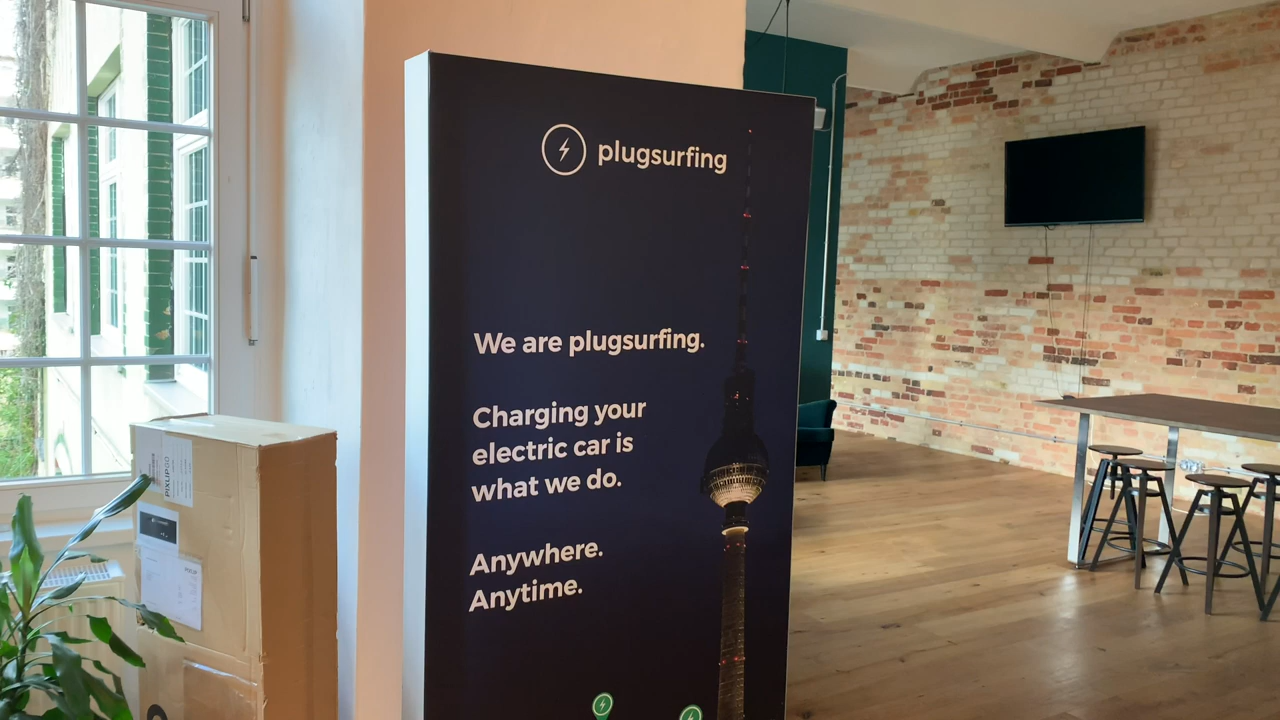 plugsurfing
We are plugsurfing.
Charging your
electric car is
what we do.
Anywhere.
Anytime.